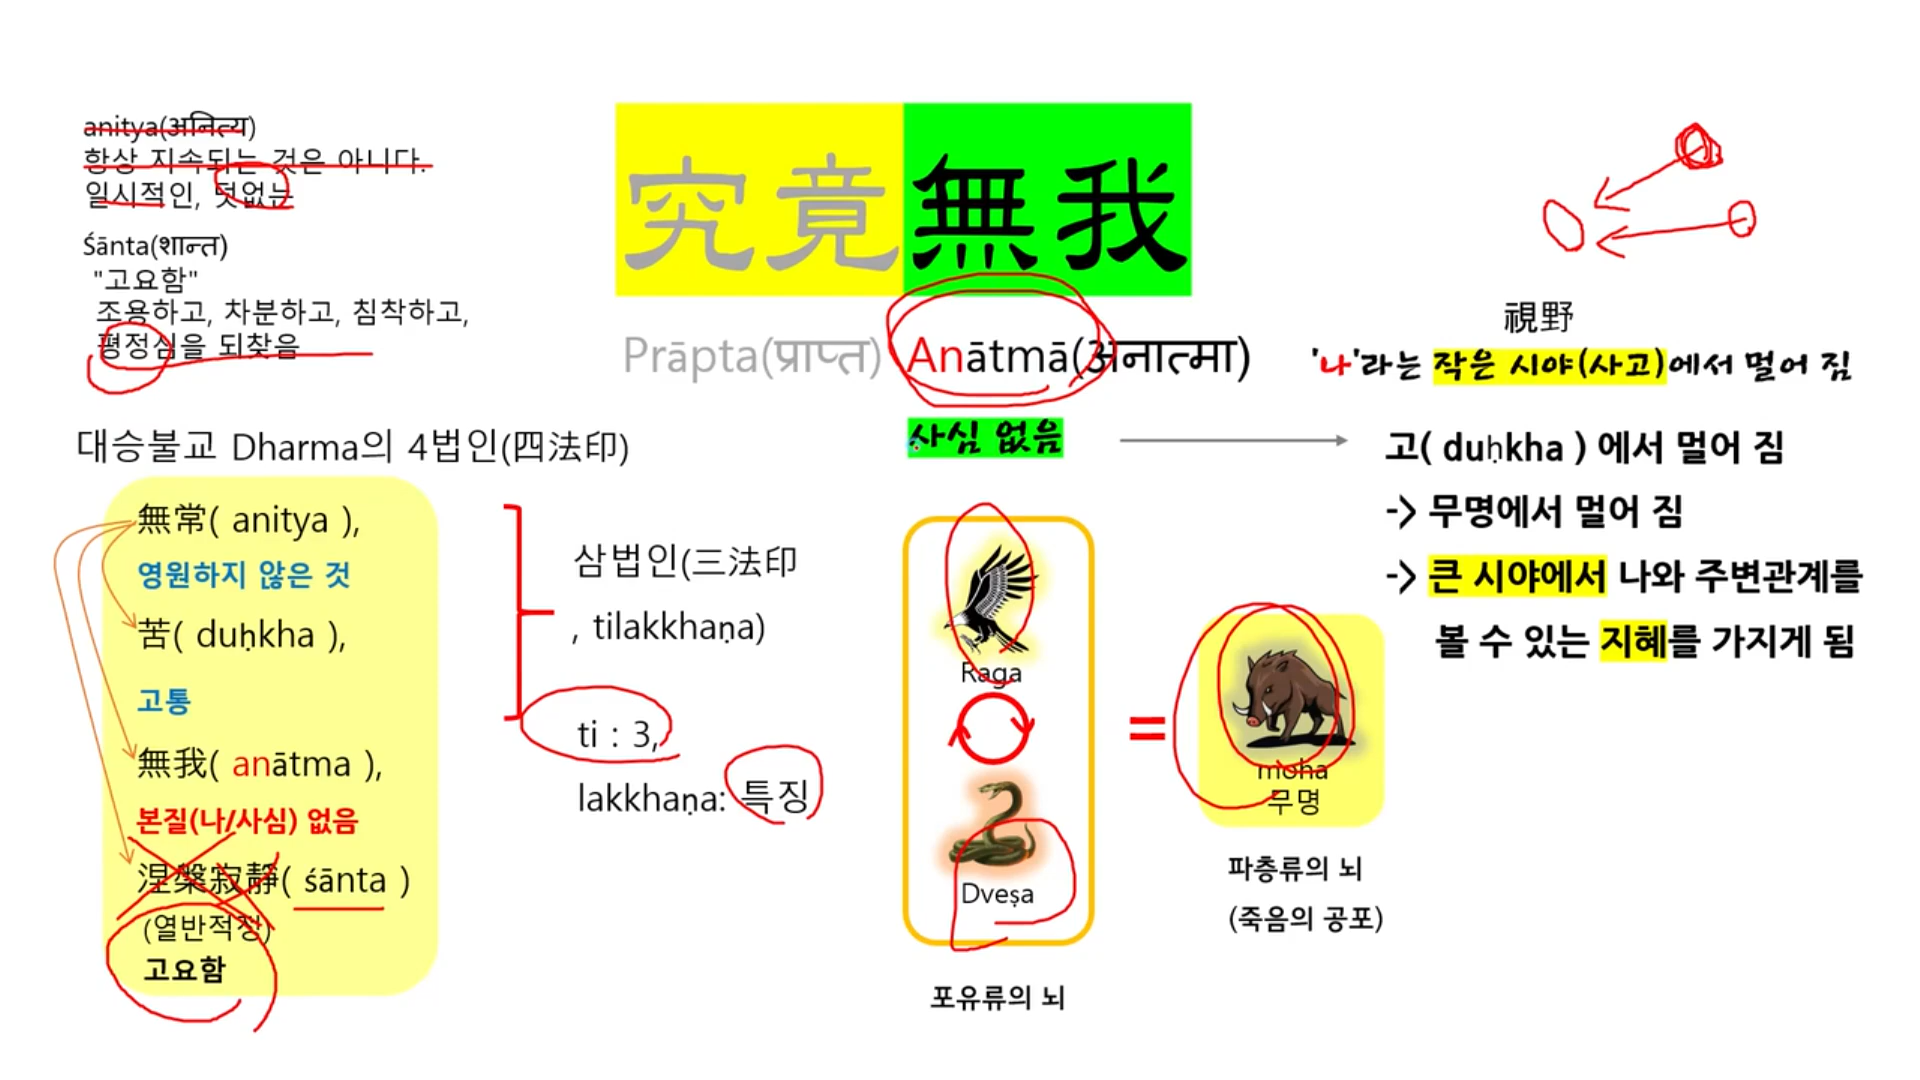 anitya(अनित्य)
항상 지속되는 것은 아니다.
일시적인, 덧없는
Śānta(शान्त)
"고요함"
조용하고, 차분하고, 침착하고,
평정심을 되찾음
究竟無我
Prāpta(प्राप्त) Anātmā(अनात्मा)
사심 없음
視野
'나'라는 작은 시야(사고)에서 멀어 짐
고( duḥkha ) 에서 멀어 짐
-> 무명에서 멀어 짐
-> 큰 시야에서 나와 주변관계를
볼 수 있는 지혜를 가지게 됨
대승불교 Dharma의 4법인(四法印)
無常( anitya ),
영원하지 않은 것
苦( duḥkha ),
고통
無我( anātma ),
본질(나/사심) 없음
涅槃寂靜( śānta )
(열반적정)
고요함
삼법인(三法印
, tilakkhaṇa)
ti : 3,
lakkhaṇa: 특징
Raga
Dveṣa
포유류의 뇌
=
moha
무명
파층류의 뇌
(죽음의 공포)